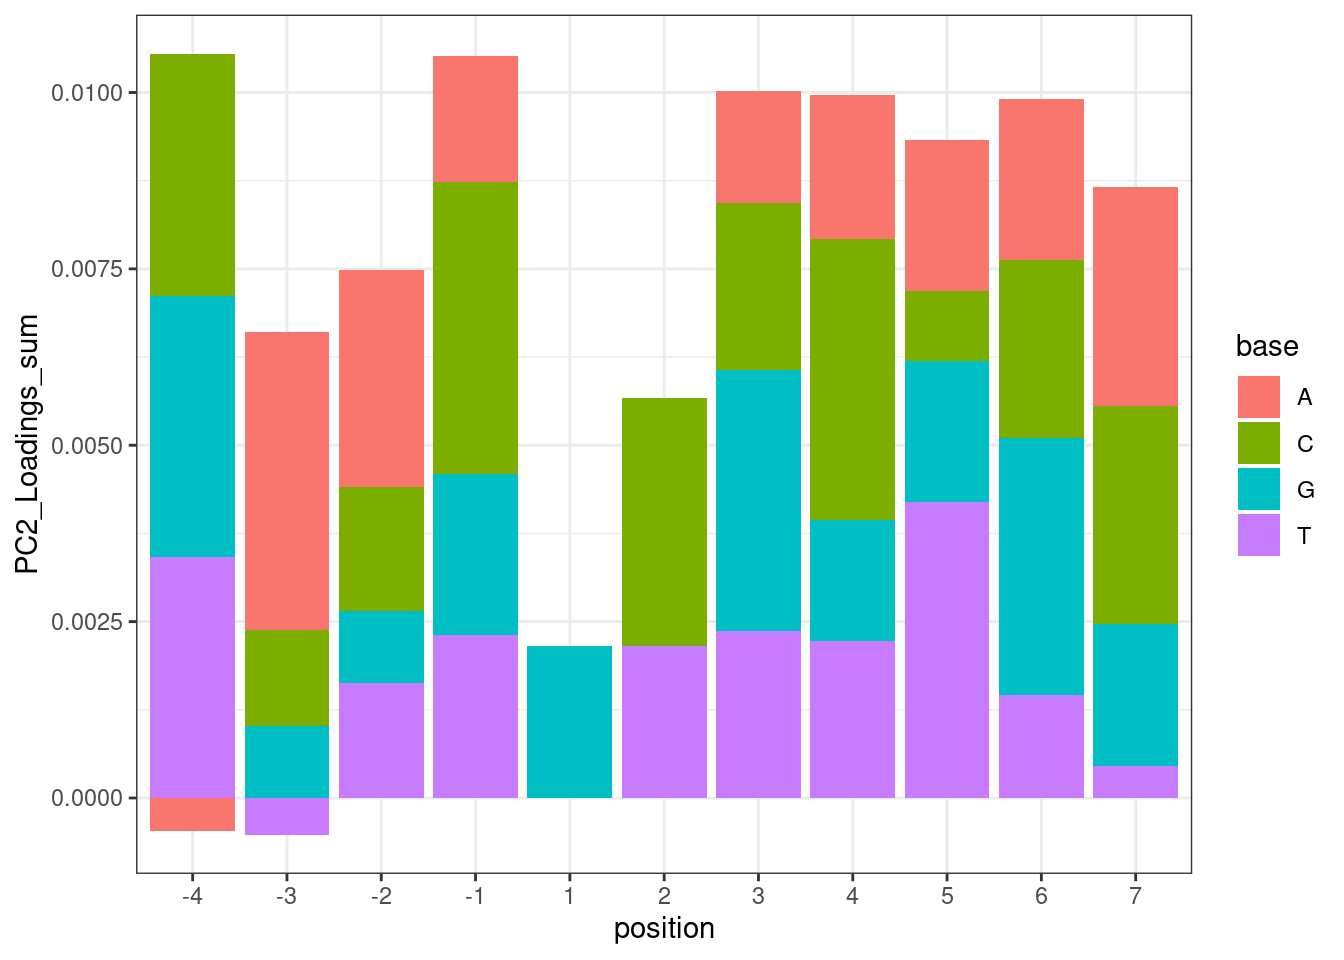 PC2_Loadings_sum
0.0100
0.0075
0.0050
0.0025
0.0000
-4 -3 -2 -1 1 2 3 4 5 6 7
position
base
A
C
G
T